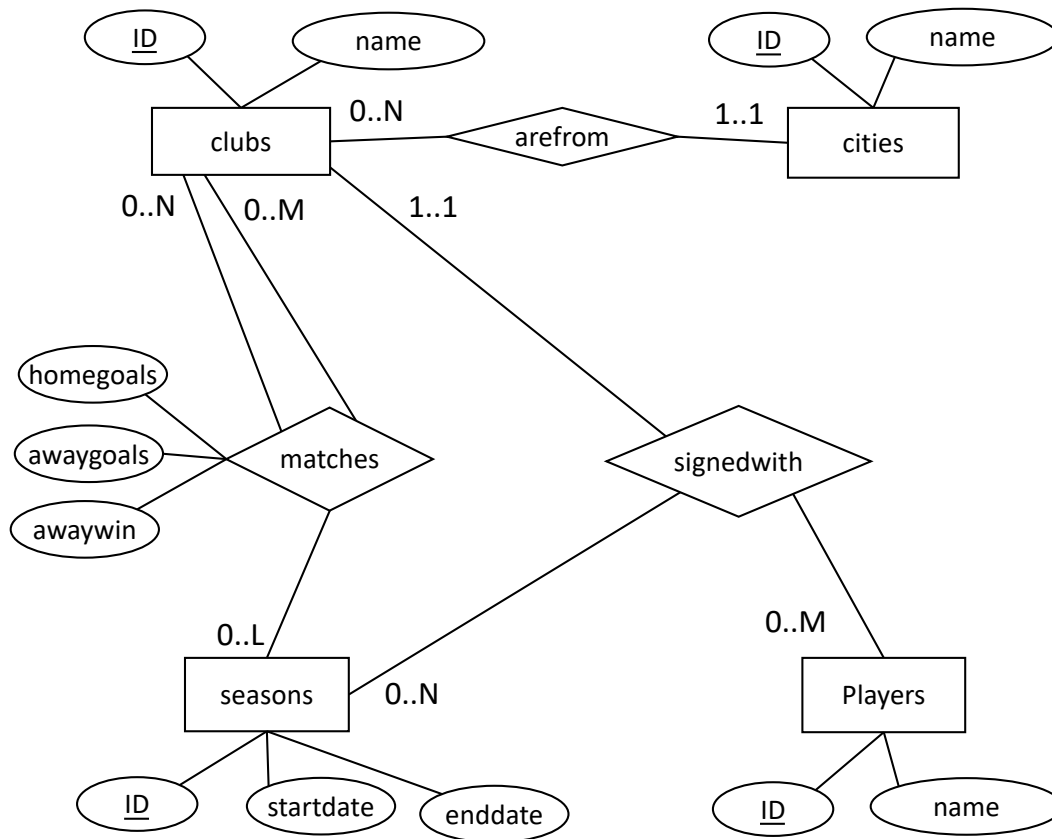 ID
name
ID
name
clubs
0..N
arefrom
1..1
cities
0..N
0..M
1..1
homegoals
awaygoals
awaywin
matches
signedwith
0..L
0..M
seasons
0..N
Players
ID
startdate
enddate
ID
name